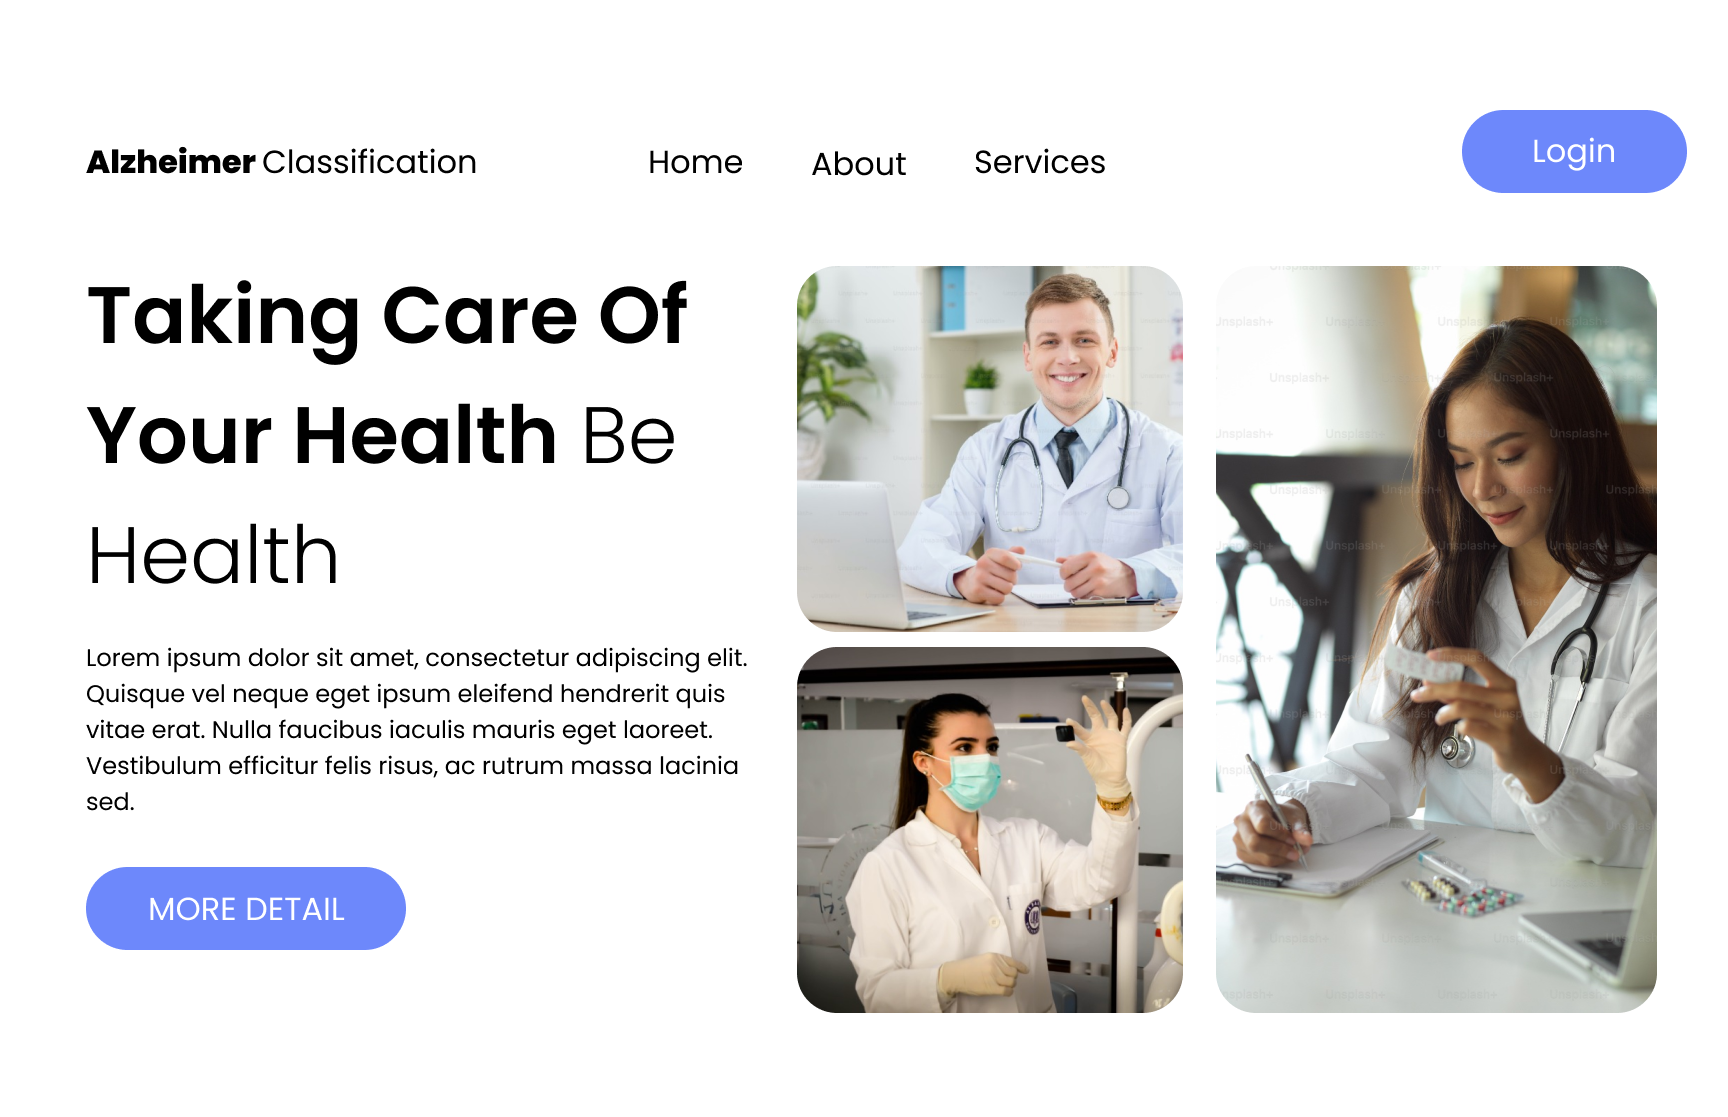 Alzheimer Classification
Home
About
Services
Login
Taking Care Of
Your Health Be
Health
Lorem ipsum dolor sit amet, consectetur adipiscing elit.
Quisque vel neque eget ipsum eleifend hendrerit quis
vitae erat. Nulla faucibus iaculis mauris eget laoreet.
Vestibulum efficitur felis risus, ac rutrum massa lacinia
sed.
MORE DETAIL
Unsplash+